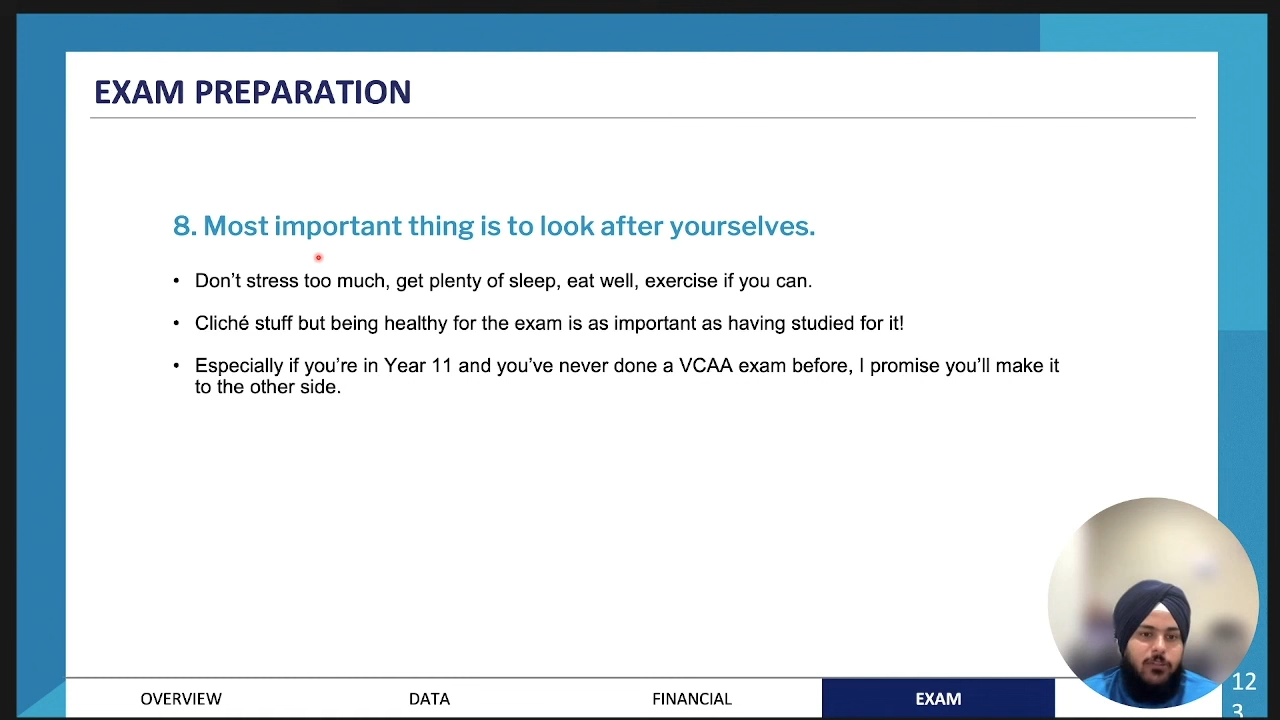 EXAM PREPARATION
8. Most important thing is to look after yourselves.
• Don’t stress too much, get plenty of sleep, eat well, exercise if you can.
• Cliché stuff but being healthy for the exam is as important as having studied for it!
• Especially if you’re in Year 11 and you’ve never done a VCAA exam before, I promise you’ll make it
to the other side.
OVERVIEW
DATA
FINANCIAL
EXAM
12
3